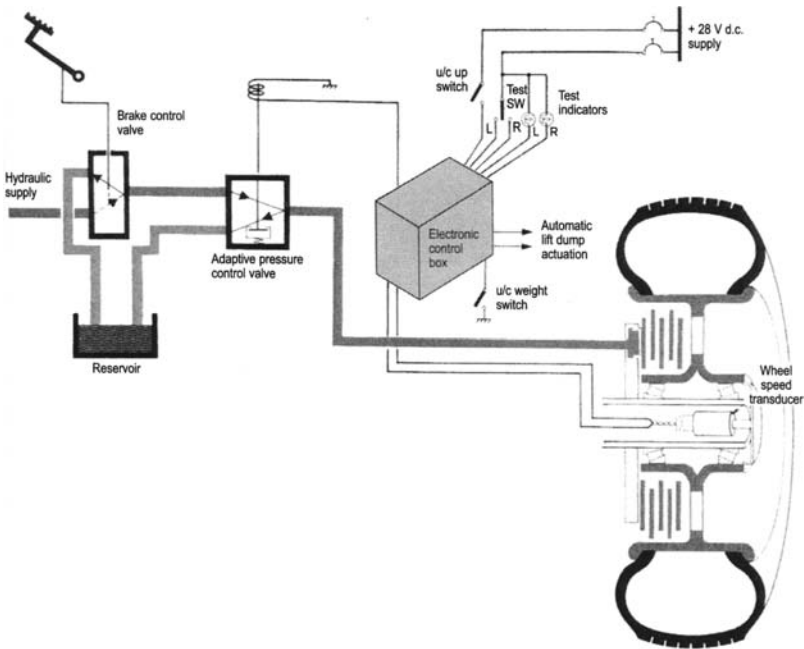 + 28 V d.c.
supply
u/c up
switch
Test
SW
Test
indicators
L
R
L
R
Brake control
valve
Hydraulic
supply
Adaptive pressure
control valve
Electronic
control
box
Automatic
lift dump
actuation
u/c weight
switch
Reservoir
Wheel
speed
transducer